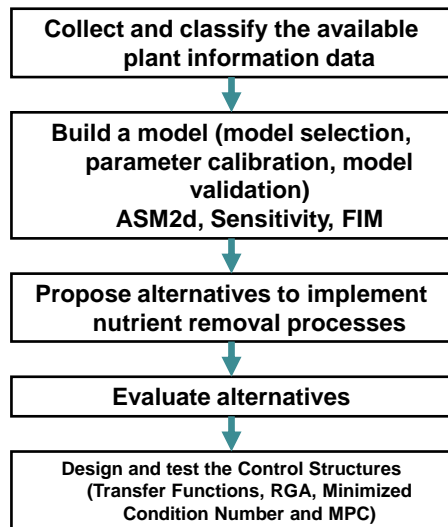 Collect and classify the available
plant information data
Build a model (model selection,
parameter calibration, model
validation)
ASM2d, Sensitivity, FIM
Propose alternatives to implement
nutrient removal processes
Evaluate alternatives
Design and test the Control Structures
(Transfer Functions, RGA, Minimized
Condition Number and MPC)